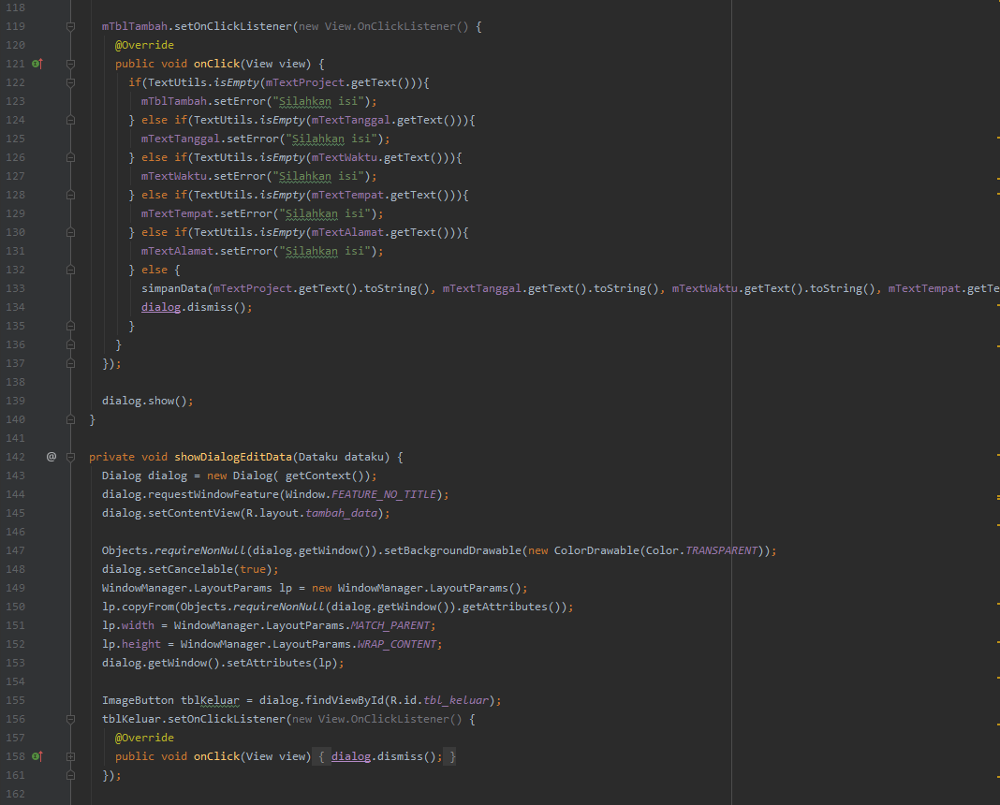 118
119 mTblTambah.setOnClickListener(new View.OnClickListener() {
120 @Override
121 public void onClick(View view) {
122 if(TextUtils.isEmpty(mTextProject.getText())){
123 mTblTambah.setError("Silahkan isi");
124 } else if(TextUtils.isEmpty(mTextTanggal.getText())){
125 mTextTanggal.setError("Silahkan isi");
126 } else if(TextUtils.isEmpty(mTextWaktu.getText())){
127 mTextWaktu.setError("Silahkan isi");
128 } else if(TextUtils.isEmpty(mTextTempat.getText())){
129 mTextTempat.setError("Silahkan isi");
130 } else if(TextUtils.isEmpty(mTextAlamat.getText())){
131 mTextAlamat.setError("Silahkan isi");
132 } else {
133 simpanData(mTextProject.getText().toString(), mTextTanggal.getText().toString(), mTextWaktu.getText().toString(), mTextTempat.getTe
134 dialog.dismiss();
135 }
136 }
137 });
138
139 dialog.show();
140 }
141
142 @ private void showDialogEditData(Dataku dataku) {
143 Dialog dialog = new Dialog( getContext());
144 dialog.requestWindowFeature(Window.FEATURE_NO_TITLE);
145 dialog.setContentView(R.layout.tambah_data);
146
147 Objects.requireNonNull(dialog.getWindow()).setBackgroundDrawable(new ColorDrawable(Color.TRANSPARENT));
148 dialog.setCancelable(true);
149 WindowManager.LayoutParams lp = new WindowManager.LayoutParams();
150 lp.copyFrom(Objects.requireNonNull(dialog.getWindow()).getAttributes());
151 lp.width = WindowManager.LayoutParams.MATCH_PARENT;
152 lp.height = WindowManager.LayoutParams.WRAP_CONTENT;
153 dialog.getWindow().setAttributes(lp);
154
155 ImageButton tblKeluar = dialog.findViewById(R.id.tbl_keluar);
156 tblKeluar.setOnClickListener(new View.OnClickListener() {
157 @Override
158 public void onClick(View view) { dialog.dismiss(); }
161 });
162